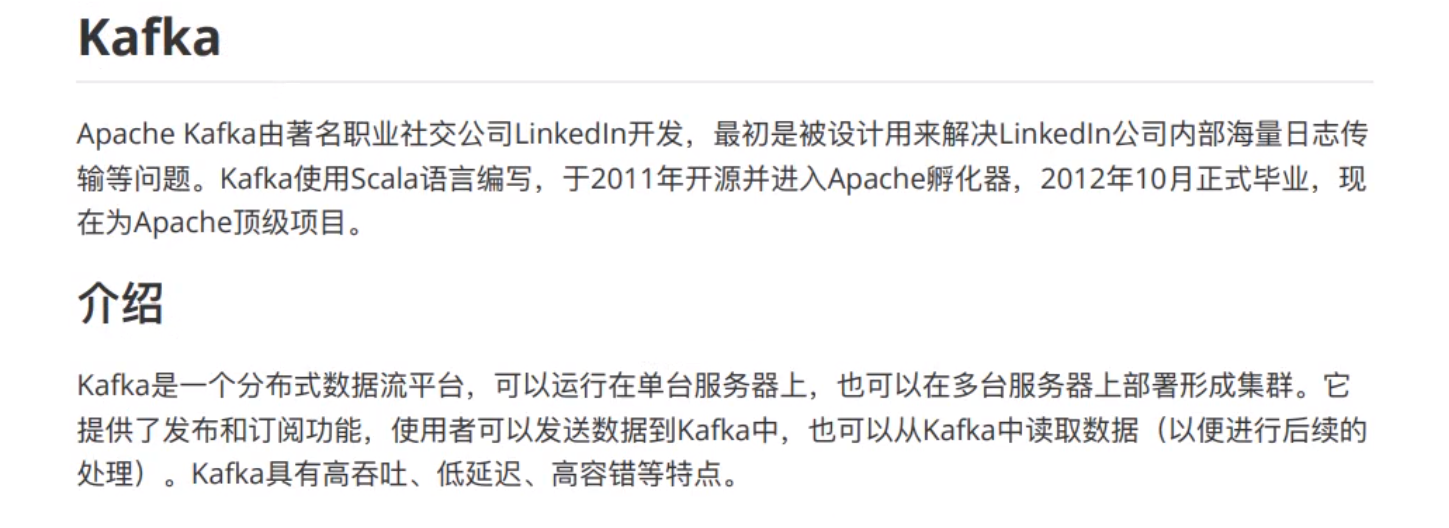 Kafka
Apache Kafka由著名职业社交公司LinkedIn开发，最初是被设计用来解决LinkedIn公司内部海量日志传
输等问题。Kafka使用Scala语言编写，于2011年开源并进入Apache孵化器，2012年10月正式毕业，现
在为Apache顶级项目。
介绍
Kafka是一个分布式数据流平台，可以运行在单台服务器上，也可以在多台服务器上部署形成集群。它
提供了发布和订阅功能，使用者可以发送数据到Kafka中，也可以从Kafka中读取数据（以便进行后续的
处理）。Kafka具有高吞吐、低延迟、高容错等特点。